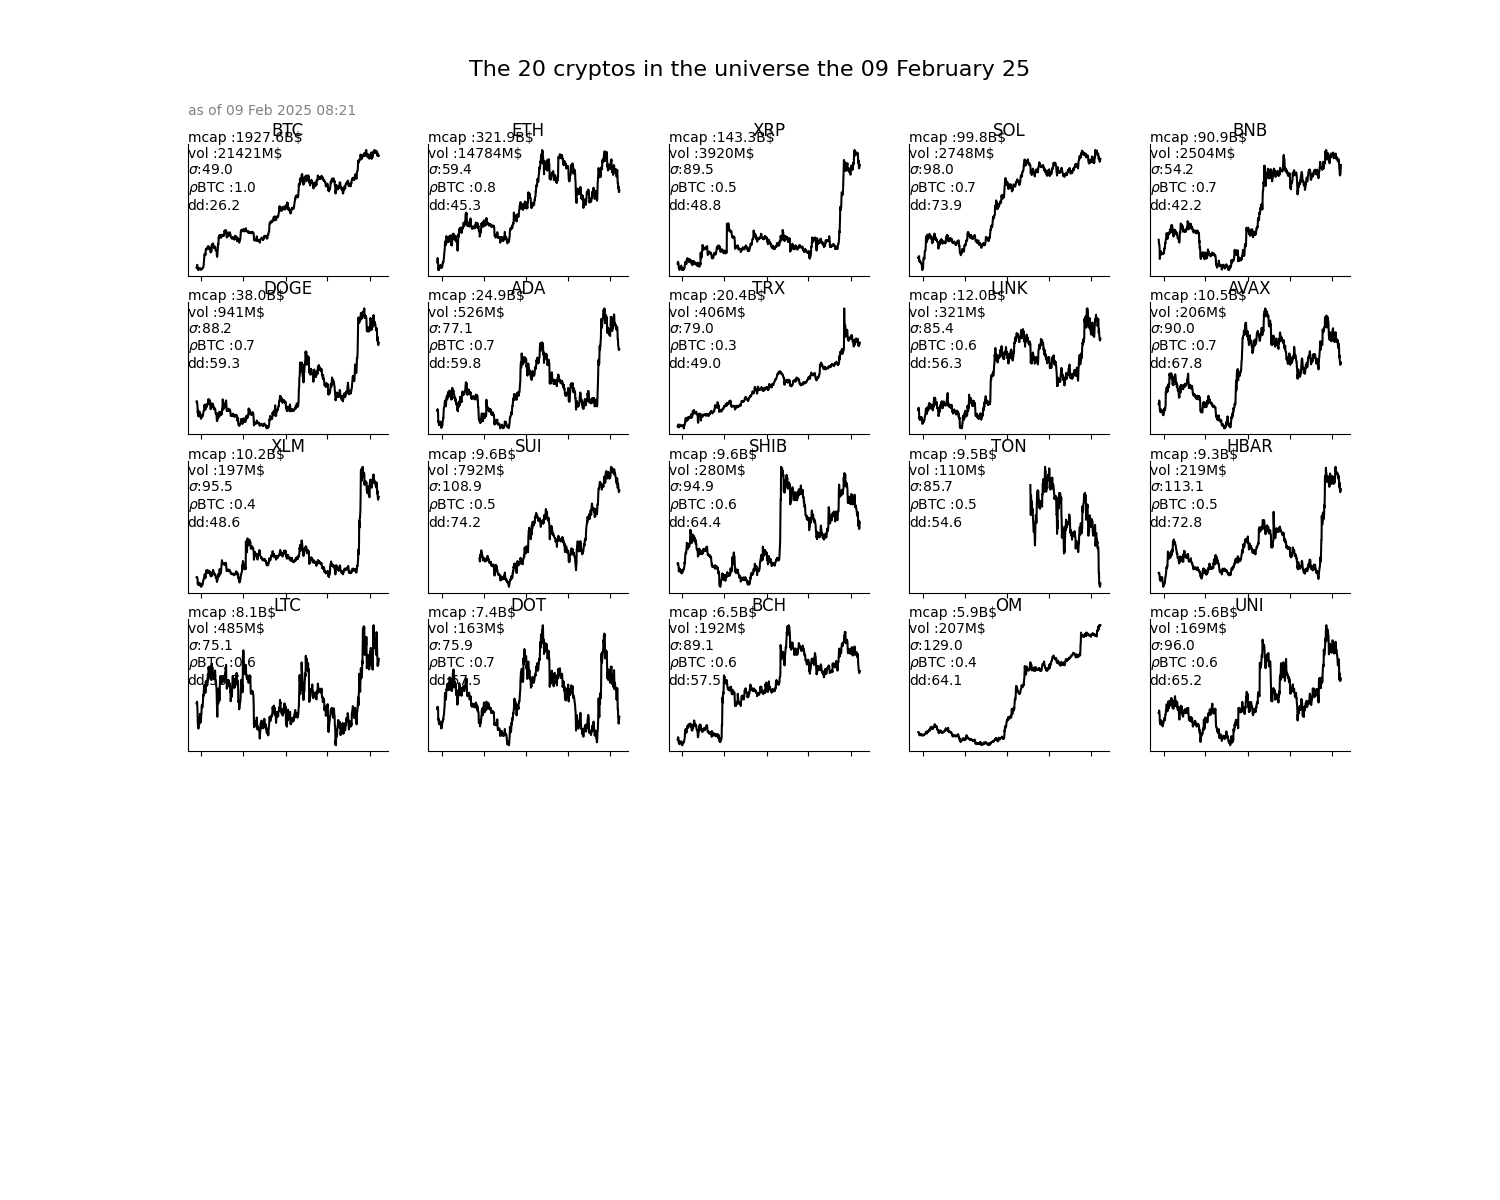 The 20 cryptos in the universe the 09 February 25
as of 09 Feb 2025 08:21
BTC
mcap :1927.6B$
vol :21421M$
σ:49.0
ρBTC :1.0
dd:26.2
ETH
mcap :321.9B$
vol :14784M$
σ:59.4
ρBTC :0.8
dd:45.3
XRP
mcap :143.3B$
vol :3920M$
σ:89.5
ρBTC :0.5
dd:48.8
SOL
mcap :99.8B$
vol :2748M$
σ:98.0
ρBTC :0.7
dd:73.9
BNB
mcap :90.9B$
vol :2504M$
σ:54.2
ρBTC :0.7
dd:42.2
DOGE
mcap :38.0B$
vol :941M$
σ:88.2
ρBTC :0.7
dd:59.3
ADA
mcap :24.9B$
vol :526M$
σ:77.1
ρBTC :0.7
dd:59.8
TRX
mcap :20.4B$
vol :406M$
σ:79.0
ρBTC :0.3
dd:49.0
LINK
mcap :12.0B$
vol :321M$
σ:85.4
ρBTC :0.6
dd:56.3
AVAX
mcap :10.5B$
vol :206M$
σ:90.0
ρBTC :0.7
dd:67.8
XLM
mcap :10.2B$
vol :197M$
σ:95.5
ρBTC :0.4
dd:48.6
SUI
mcap :9.6B$
vol :792M$
σ:108.9
ρBTC :0.5
dd:74.2
SHIB
mcap :9.6B$
vol :280M$
σ:94.9
ρBTC :0.6
dd:64.4
TON
mcap :9.5B$
vol :110M$
σ:85.7
ρBTC :0.5
dd:54.6
HBAR
mcap :9.3B$
vol :219M$
σ:113.1
ρBTC :0.5
dd:72.8
LTC
mcap :8.1B$
vol :485M$
σ:75.1
ρBTC :0.6
DOT
mcap :7.4B$
vol :163M$
σ:75.9
ρBTC :0.7
dd:67.5
BCH
mcap :6.5B$
vol :192M$
σ:89.1
ρBTC :0.6
dd:57.5
OM
mcap :5.9B$
vol :207M$
σ:129.0
ρBTC :0.4
dd:64.1
UNI
mcap :5.6B$
vol :169M$
σ:96.0
ρBTC :0.6
dd:65.2